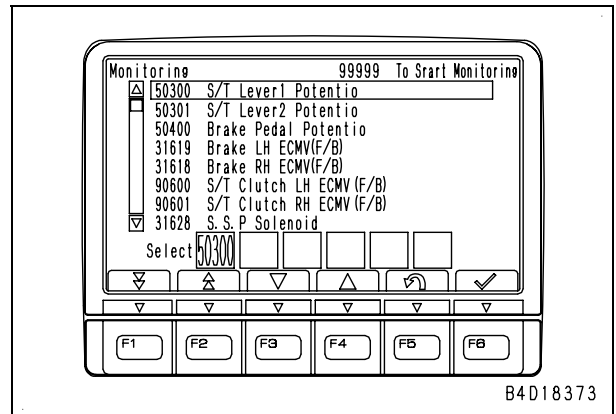 Monitoring 99999 To Srart Monitoring
50300 S/T Lever1 Potentio
50301 S/T Lever2 Potentio
50400 Brake Pedal Potentio
31619 Brake LH ECMV(F/B)
31618 Brake RH ECMV(F/B)
90600 S/T Clutch LH ECMV(F/B)
90601 S/T Clutch RH ECMV(F/B)
31628 S.S.P Solenoid
Select 50300
F1 F2 F3 F4 F5 F6
B4D18373